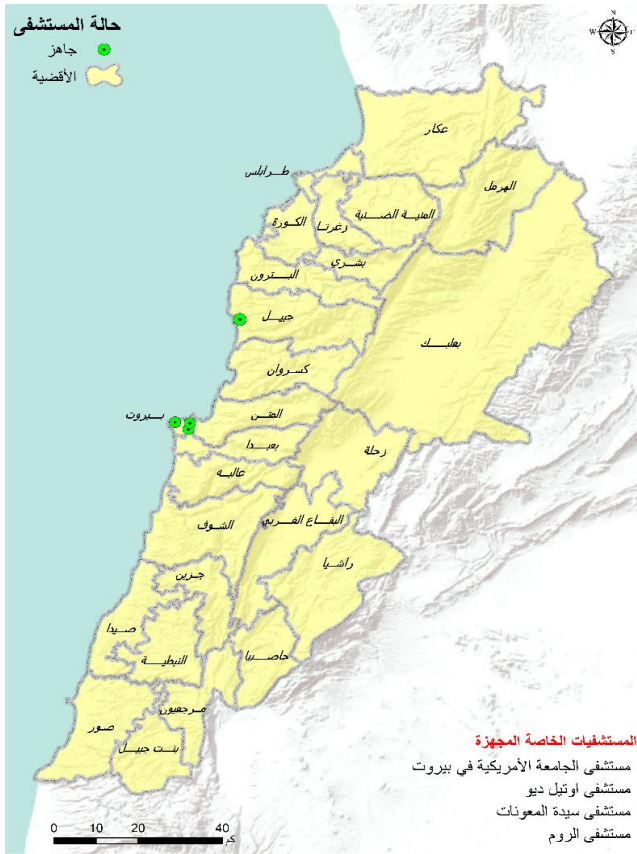 حالة المستشفى
جاهز
الأقضية
N
W
E
S
عكار
طرابلس
الهرمل
المنية الضنية
زغرتا
الكورة
بشري
البترون
جبيل
بعلبك
كسروان
المتن
بيروت
بعبدا
زحلة
عاليه
البقاع الغربي
الشوف
راشيا
جزين
صيدا
حاصبيا
النبطية
مرجعيون
صور
بنت جبيل
المستشفيات الخاصة المجهزة
مستشفى الجامعة الأمريكية في بيروت
مستشفى اوتيل ديو
مستشفى سيدة المعونات
مستشفى الروم
0 10 20 40
كم